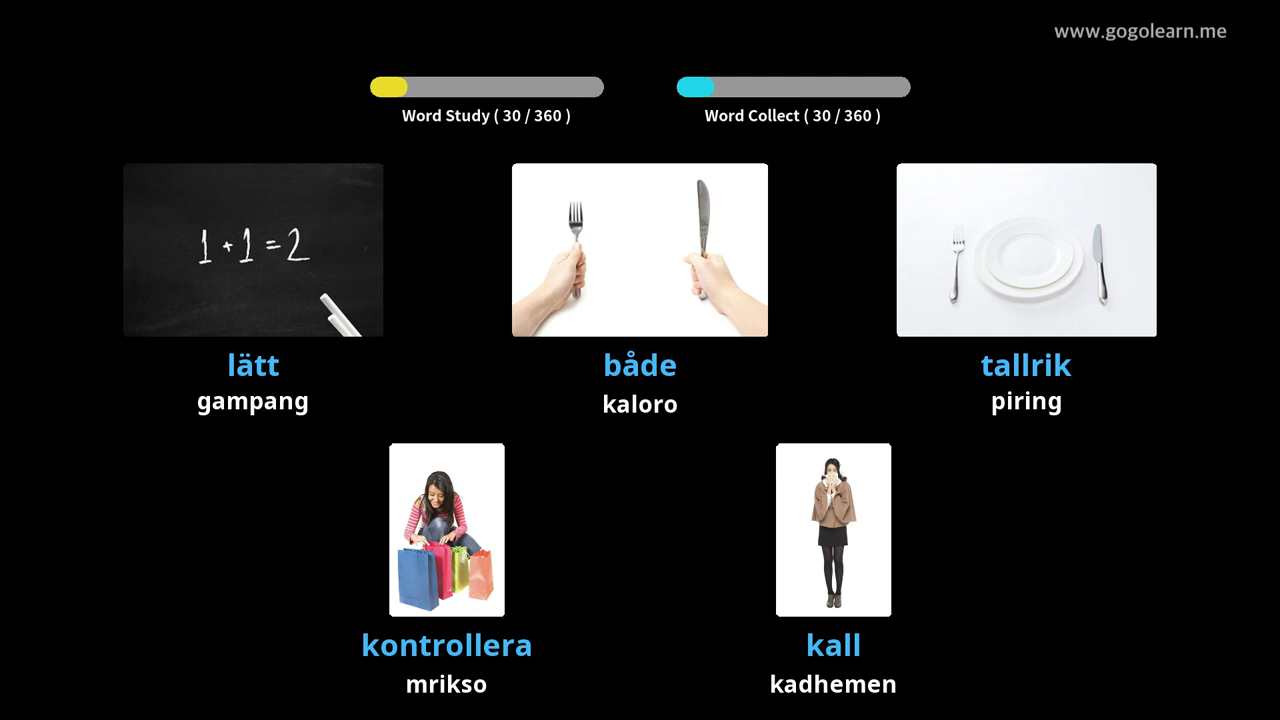 www.gogolearn.me
Word Study ( 30 / 360 )
Word Collect ( 30 / 360 )
1 + 1 = 2
lätt
gampang
både
kaloro
tallrik
piring
kontrollera
mrikso
kall
kadhemen